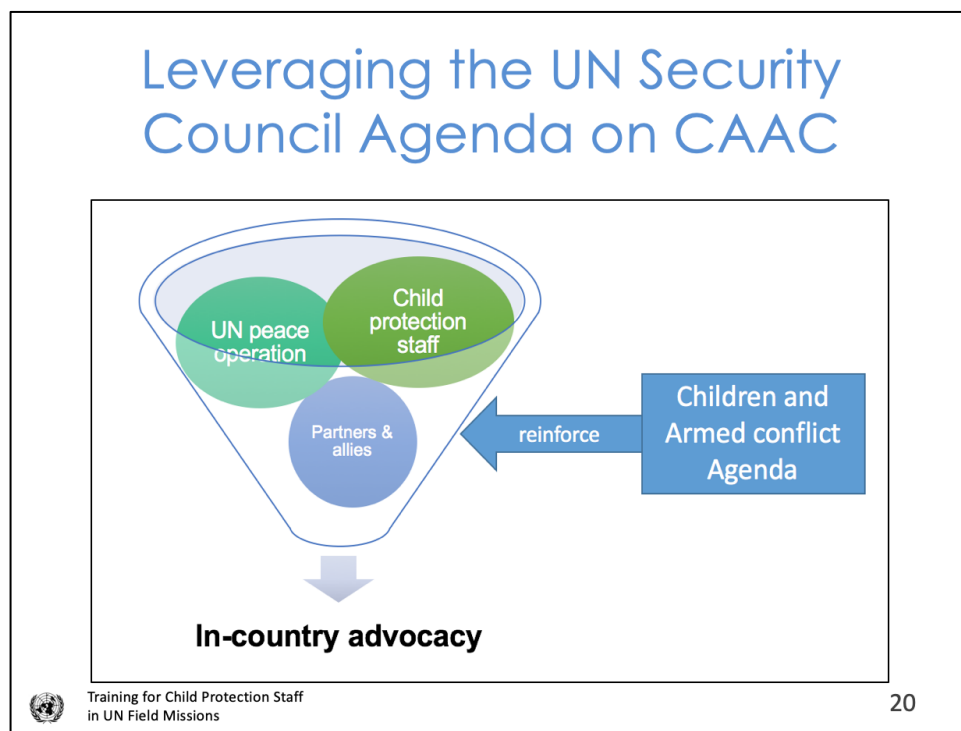 Leveraging the UN Security
Council Agenda on CAAC
UN peace
operation
Child
protection
staff
Partners &
allies
reinforce
Children and
Armed conflict
Agenda
In-country advocacy
Training for Child Protection Staff
in UN Field Missions
20